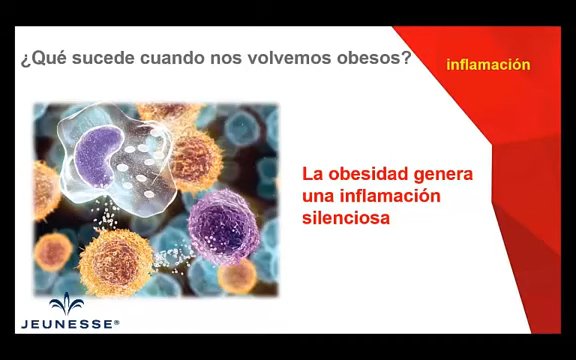 ¿Qué sucede cuando nos volvemos obesos?
inflamación
La obesidad genera
una inflamación
silenciosa
JEUNESSE®